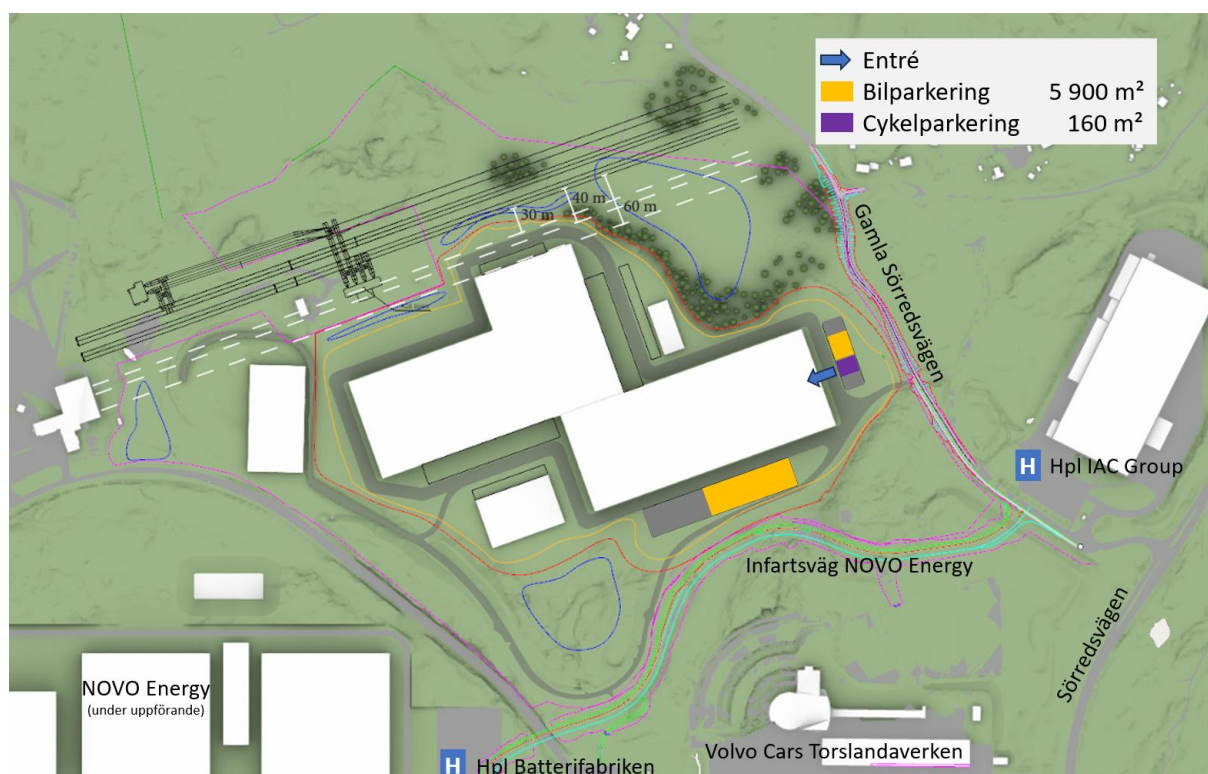 Entré
Bilparkering 5 900 m²
Cykelparkering 160 m²
30 m
40 m
60 m
Gamla Sörredsvägen
H Hpl IAC Group
Infartsväg NOVO Energy
Sörredsvägen
NOVO Energy
(under uppförande)
Volvo Cars Torslandaverken
H Hpl Batterifabriken